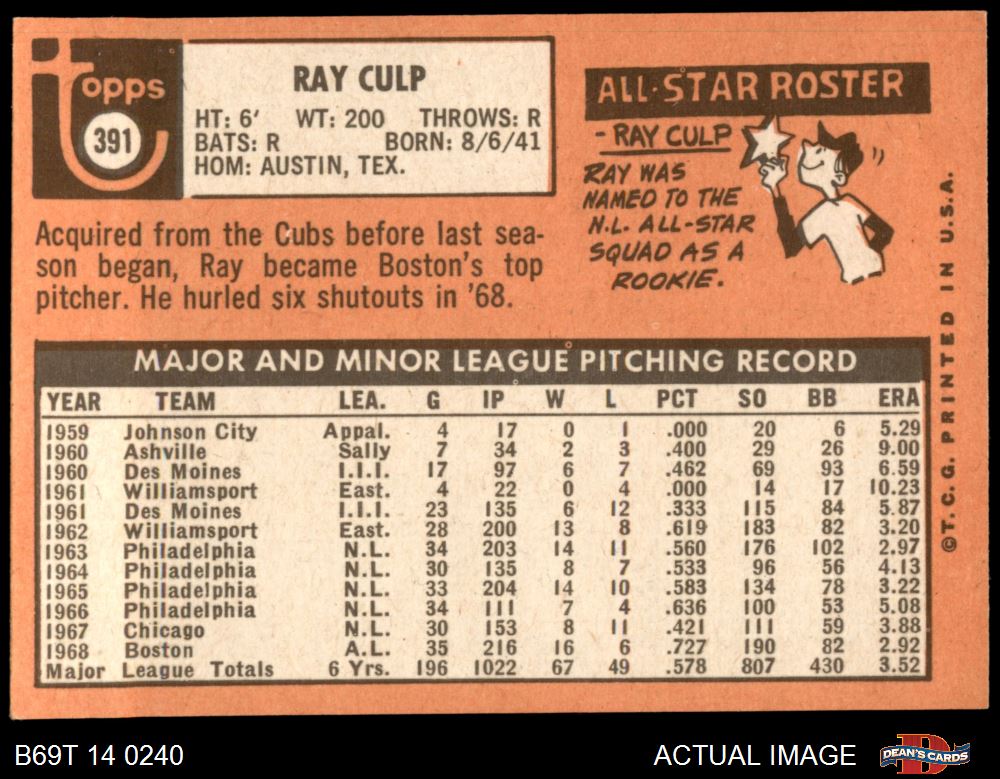 Topps
391
RAY CULP
HT: 6' WT: 200 THROWS: R
BATS: R BORN: 8/6/41
HOM: AUSTIN, TEX.
ALL-STAR ROSTER
- RAY CULP
RAY WAS
NAMED TO THE
N.L. ALL-STAR
SQUAD AS A
ROOKIE.
Acquired from the Cubs before last sea-
son began, Ray became Boston's top
pitcher. He hurled six shutouts in '68.
MAJOR AND MINOR LEAGUE PITCHING RECORD
YEAR TEAM LEA. G IP W L PCT SO BB ERA
1959 Johnson City Appal. 4 17 0 1 .000 20 6 5.29
1960 Ashville Sally 7 34 2 3 .400 29 26 9.00
1960 Des Moines I.I.I. 17 97 6 7 .462 69 93 6.59
1961 Williamsport East. 4 22 0 4 .000 14 17 10.23
1961 Des Moines I.I.I. 23 135 6 12 .333 115 84 5.87
1962 Williamsport East. 28 200 13 8 .619 183 82 3.20
1963 Philadelphia N.L. 34 203 14 11 .560 176 102 2.97
1964 Philadelphia N.L. 30 135 8 7 .533 96 56 4.13
1965 Philadelphia N.L. 33 204 14 10 .583 134 78 3.22
1966 Philadelphia N.L. 34 111 7 4 .636 100 53 5.08
1967 Chicago N.L. 30 153 8 11 .421 111 59 3.88
1968 Boston A.L. 35 216 16 6 .727 190 82 2.92
Major League Totals 6 Yrs. 196 1022 67 49 .578 807 430 3.52
©T.C.G. PRINTED IN U.S.A.
B69T 14 0240
ACTUAL IMAGE
DEAN'S CARDS